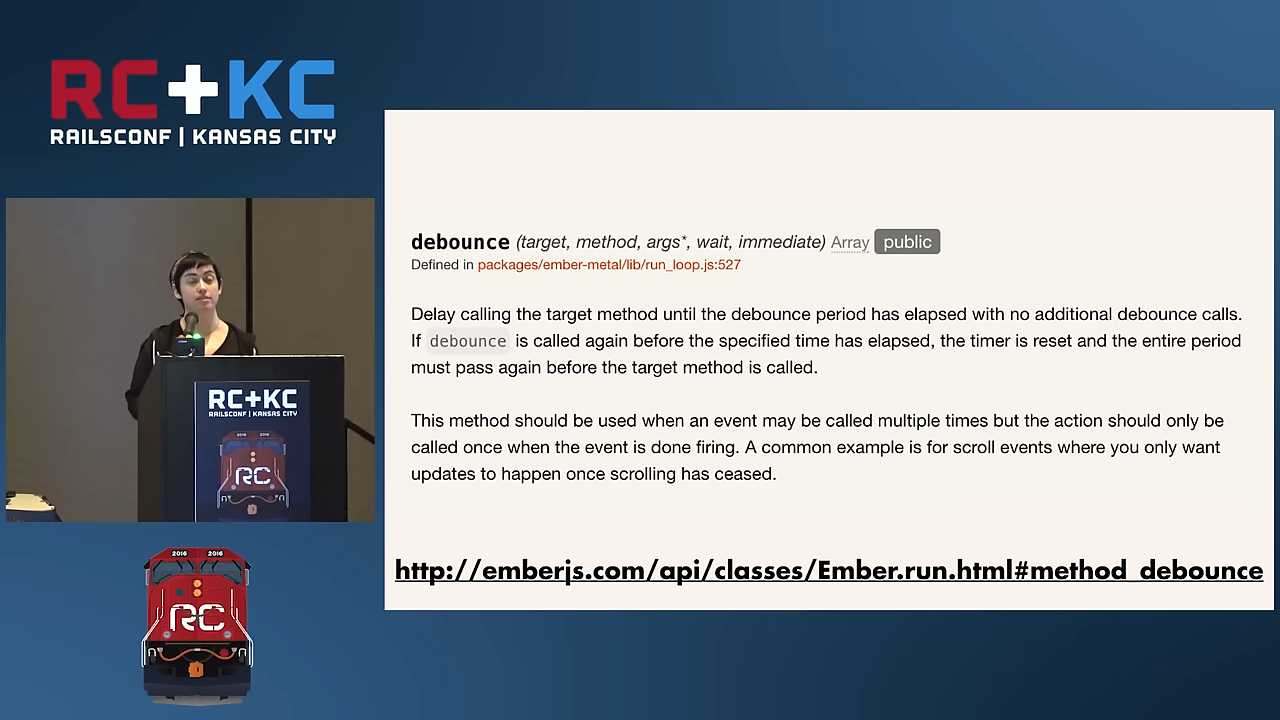 RC+KC
RAILSCONF | KANSAS CITY
debounce (target, method, args*, wait, immediate) Array public
Defined in packages/ember-metal/lib/run_loop.js:527
Delay calling the target method until the debounce period has elapsed with no additional debounce calls.
If debounce is called again before the specified time has elapsed, the timer is reset and the entire period
must pass again before the target method is called.
This method should be used when an event may be called multiple times but the action should only be
called once when the event is done firing. A common example is for scroll events where you only want
updates to happen once scrolling has ceased.
http://emberjs.com/api/classes/Ember.run.html#method_debounce
RC+KC
RAILSCONF | KANSAS CITY
2016 2016
RC
2016 2016
RC